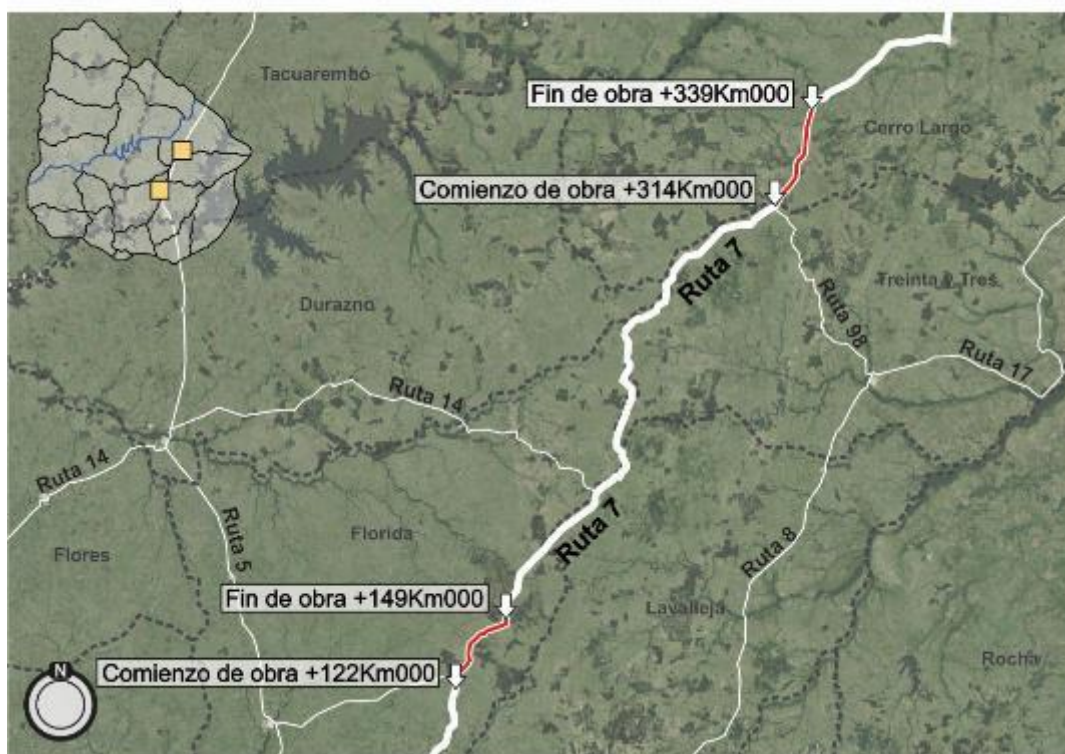 Tacuarembó
Fin de obra +339Km000
Cerro Largo
Comienzo de obra +314Km000
Ruta 7
Durazno
Treinta y Tres
Ruta 98
Ruta 17
Ruta 14
Ruta 14
Ruta 5
Florida
Ruta 7
Ruta 8
Flores
Fin de obra +149Km000
Lavalleja
Comienzo de obra +122Km000
Rocha
N